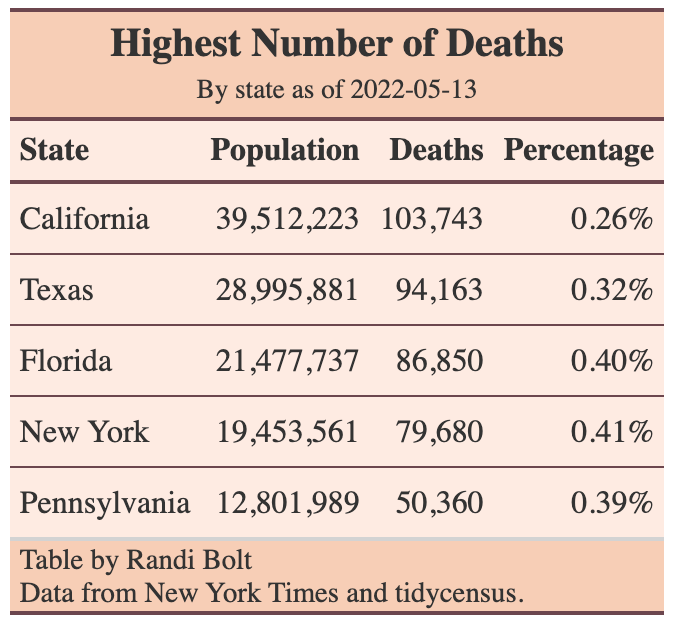 Highest Number of Deaths
By state as of 2022-05-13
State Population Deaths Percentage
California 39,512,223 103,743 0.26%
Texas 28,995,881 94,163 0.32%
Florida 21,477,737 86,850 0.40%
New York 19,453,561 79,680 0.41%
Pennsylvania 12,801,989 50,360 0.39%
Table by Randi Bolt
Data from New York Times and tidycensus.